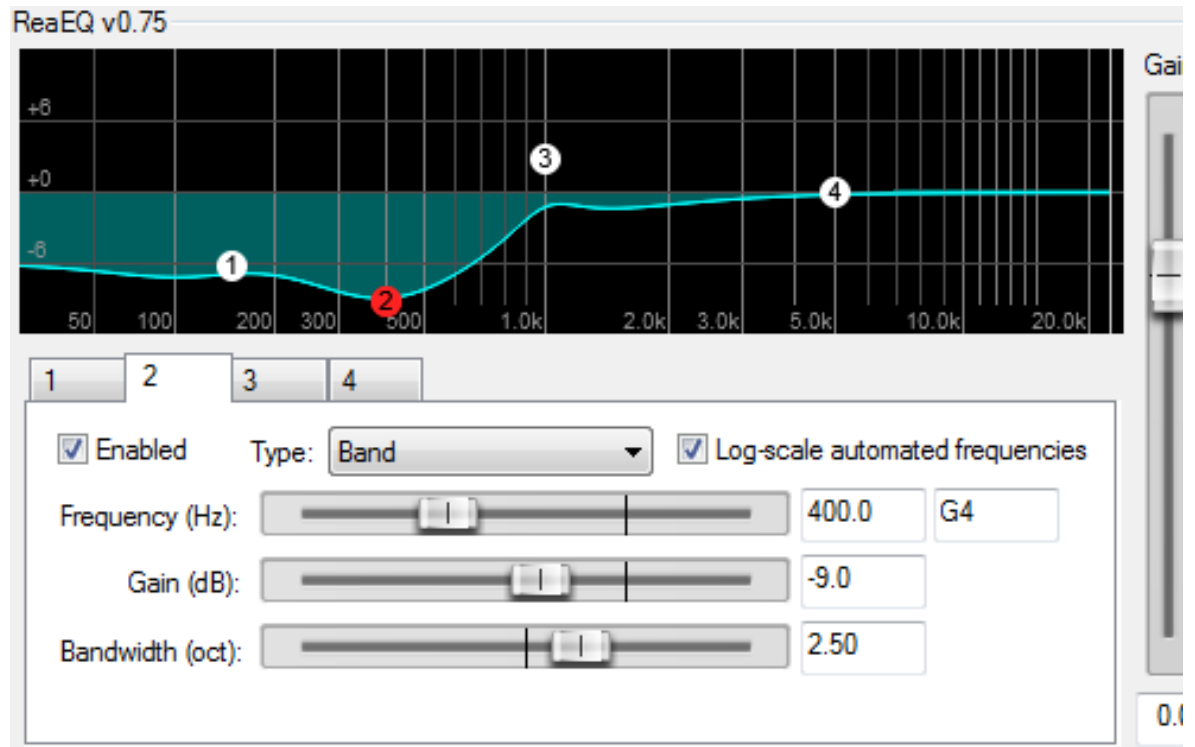 ReaEQ v0.75
Gai
+6
+0
-6
1
2
3
4
50 100 200 300 500 1.0k 2.0k 3.0k 5.0k 10.0k 20.0k
1 2 3 4
Enabled Type: Band Log-scale automated frequencies
Frequency (Hz): 400.0 G4
Gain (dB): -9.0
Bandwidth (oct): 2.50
0.0